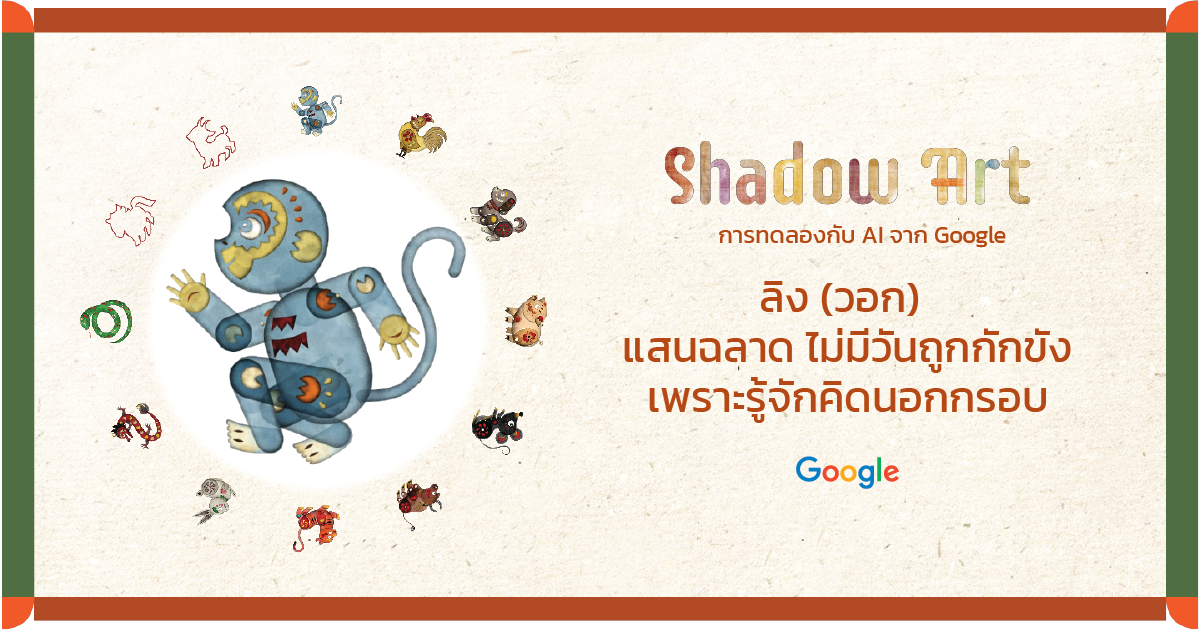 Shadow Art
การทดลองกับ AI จาก Google
ลิง (วอก)
แสนฉลาด ไม่มีวันถูกกักขัง
เพราะรู้จักคิดนอกกรอบ
Google